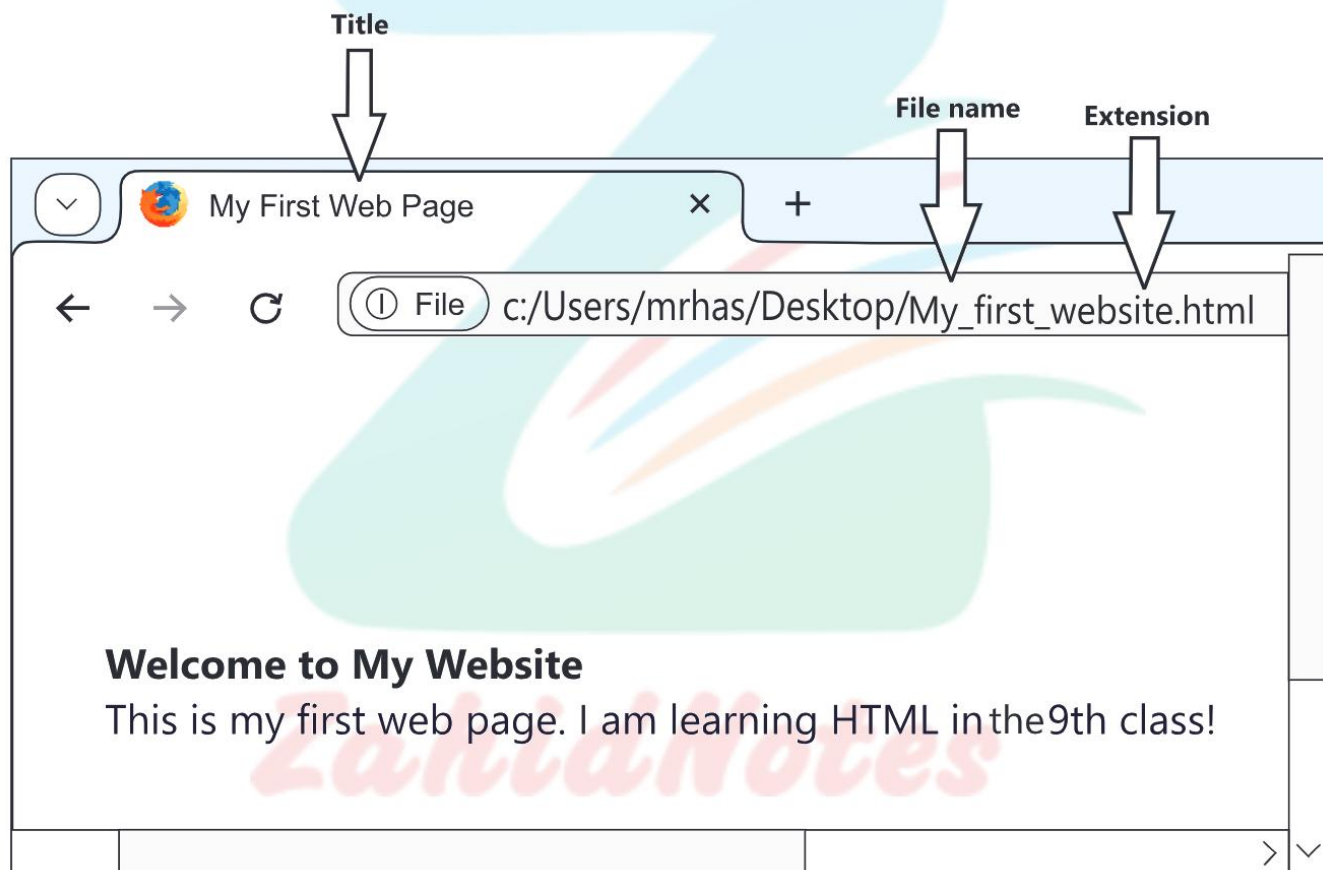 Title
File name
Extension
My First Web Page
File c:/Users/mrhas/Desktop/My_first_website.html
Welcome to My Website
This is my first web page. I am learning HTML in the 9th class!
ZahidNotes